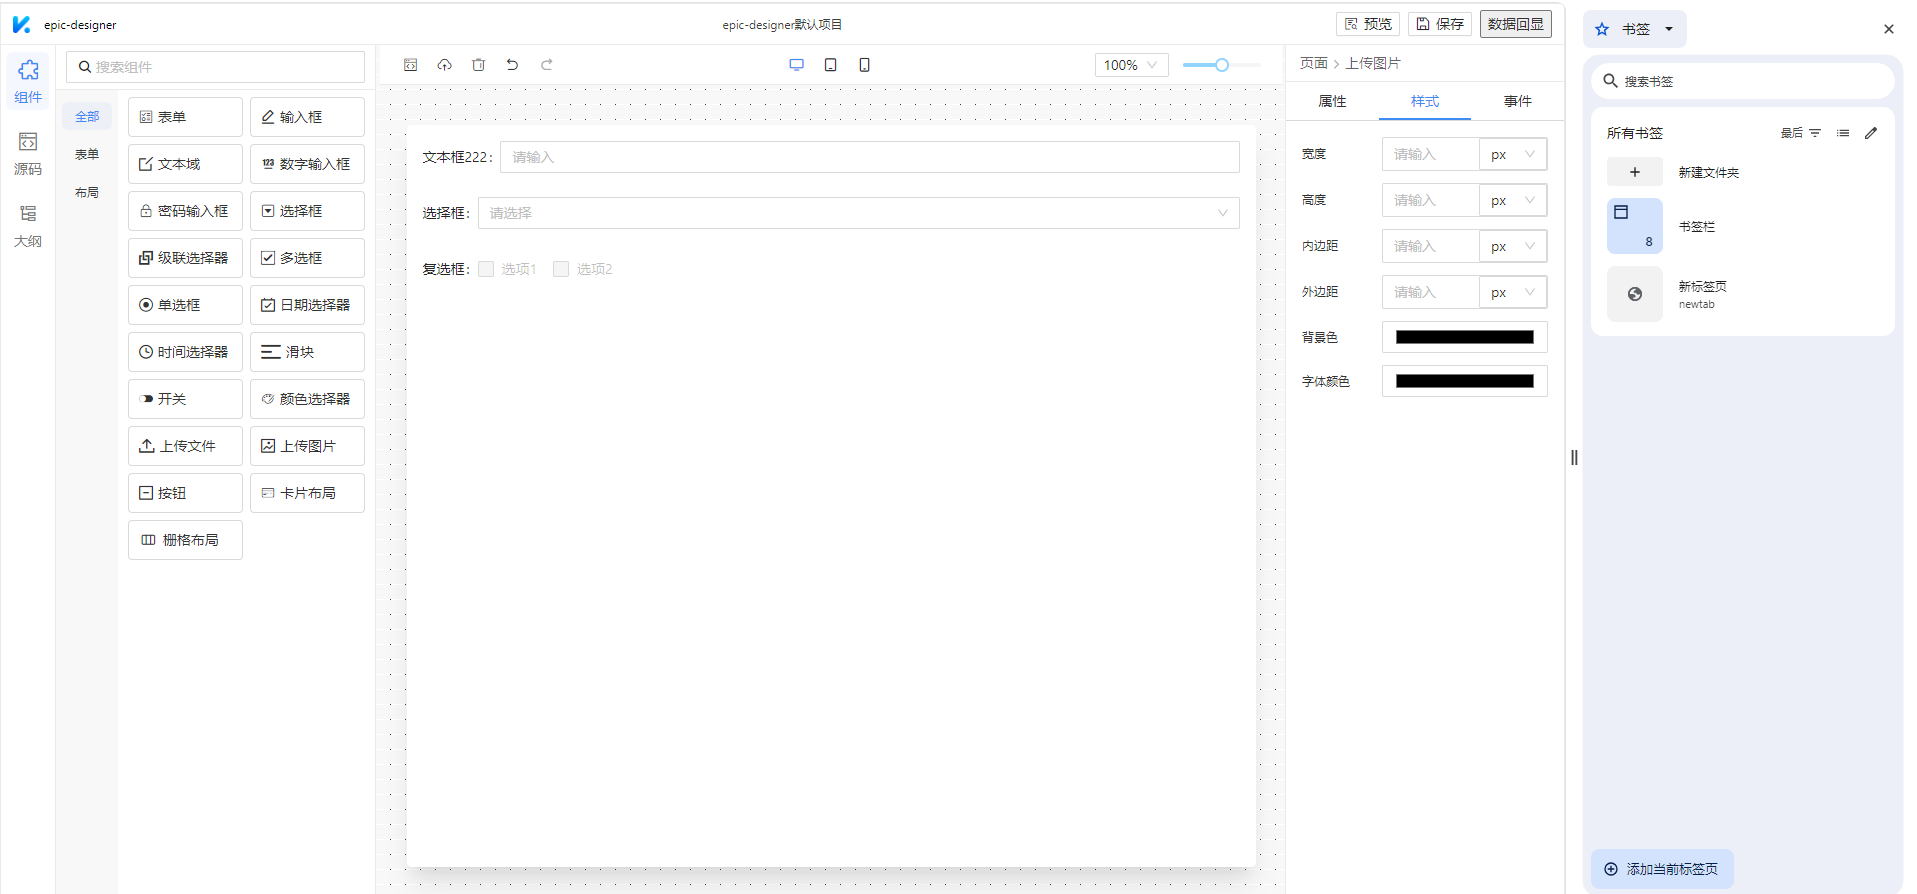 epic-designer
epic-designer默认项目
预览
保存
数据回显
组件
源码
大纲
搜索组件
全部
表单
布局
表单
输入框
文本域
123 数字输入框
密码输入框
选择框
级联选择器
多选框
单选框
日期选择器
时间选择器
滑块
开关
颜色选择器
上传文件
上传图片
按钮
卡片布局
栅格布局
100%
文本框222：
请输入
选择框：
请选择
复选框：
选项1
选项2
页面 > 上传图片
属性
样式
事件
宽度
请输入
px
高度
请输入
px
内边距
请输入
px
外边距
请输入
px
背景色
字体颜色
书签
搜索书签
所有书签
最后
新建文件夹
8
书签栏
新标签页
newtab
添加当前标签页